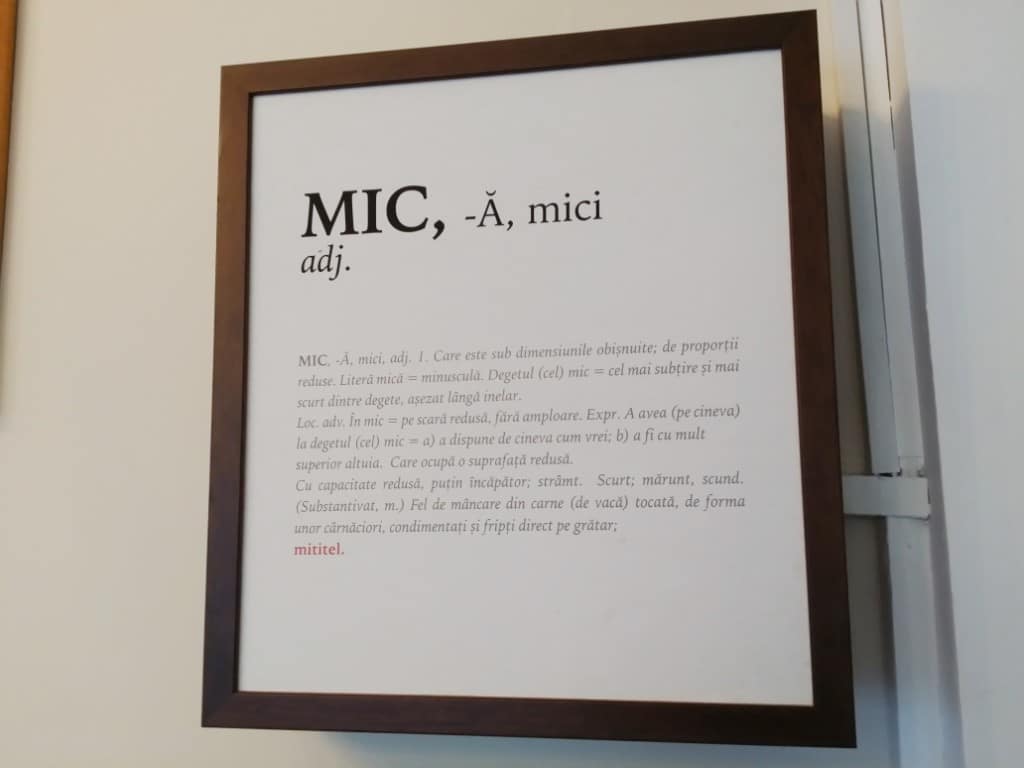 MIC, -Ă, mici
adj.
MIC, -Ă, mici, adj. 1. Care este sub dimensiunile obișnuite; de proporții
reduse. Literă mică = minusculă. Degetul (cel) mic = cel mai subțire și mai
scurt dintre degete, așezat lângă inelar.
Loc. adv. În mic = pe scară redusă, fără amploare. Expr. A avea (pe cineva)
la degetul (cel) mic = a) a dispune de cineva cum vrei; b) a fi cu mult
superior altuia. Care ocupă o suprafață redusă.
Cu capacitate redusă, puțin încăpător; strâmt. Scurt; mărunt, scund.
(Substantivat, m.) Fel de mâncare din carne (de vacă) tocată, de forma
unor cârnăciori, condimentați și fripți direct pe grătar;
mititel.